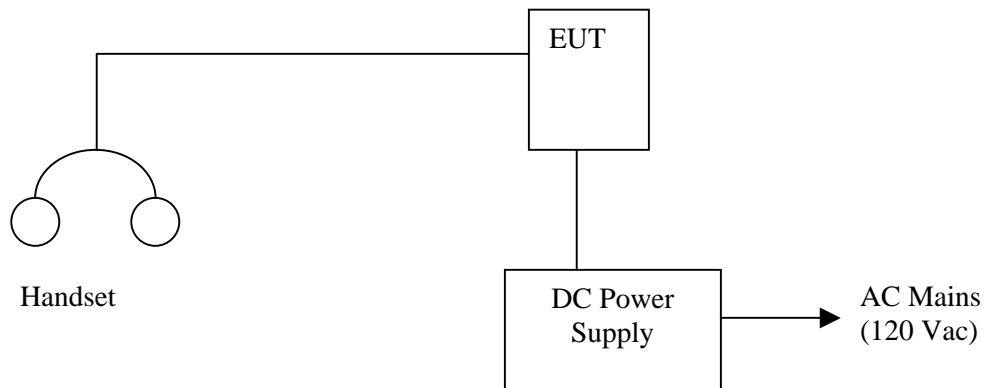 EUT
Handset
DC Power
Supply
AC Mains
(120 Vac)